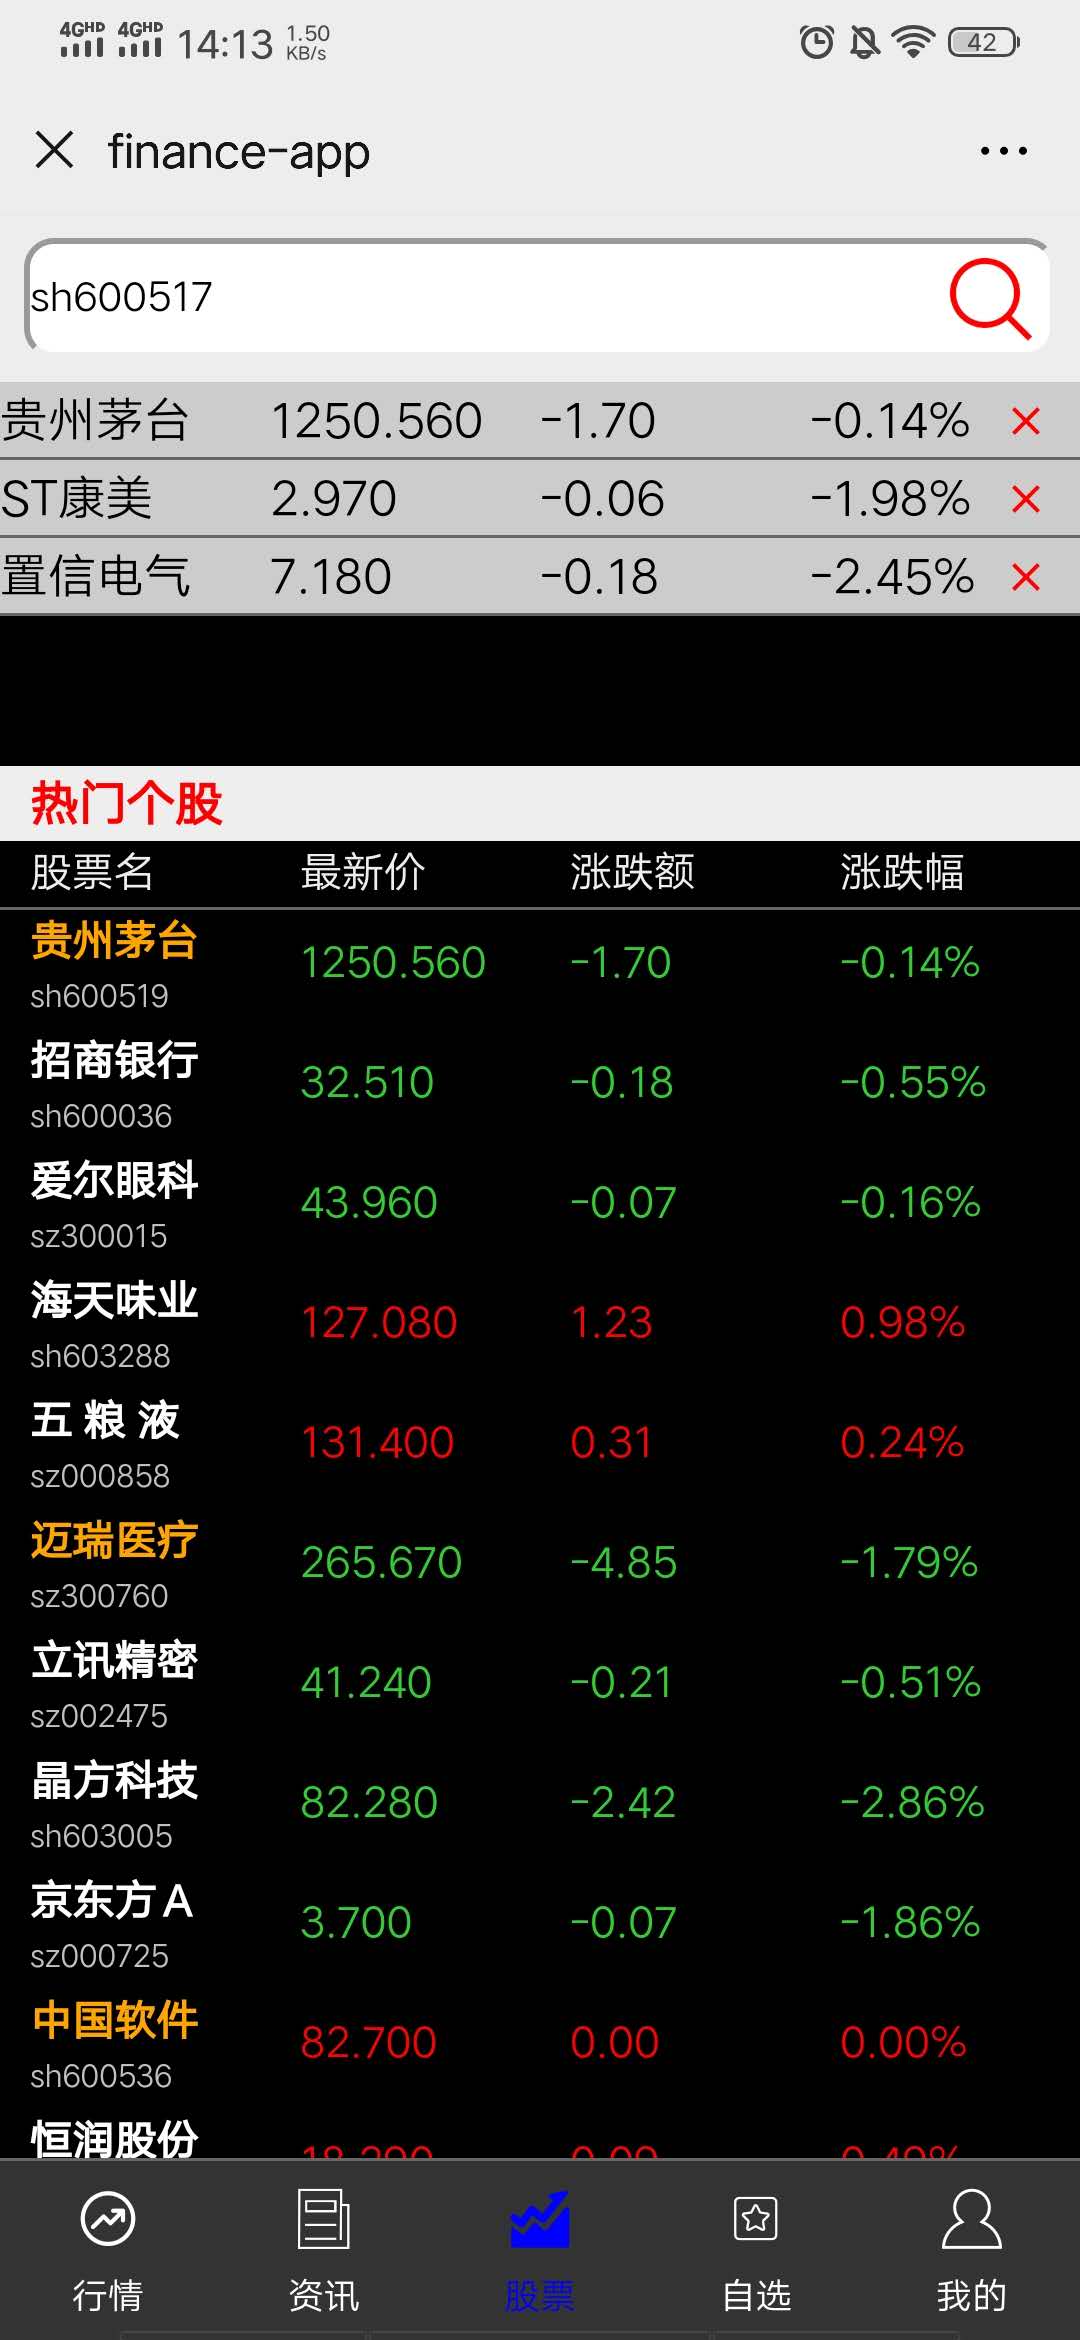 4GHD 4GHD 14:13 1.50 KB/s 42
finance-app
sh600517
贵州茅台 1250.560 -1.70 -0.14%
ST康美 2.970 -0.06 -1.98%
置信电气 7.180 -0.18 -2.45%
热门个股
股票名 最新价 涨跌额 涨跌幅
贵州茅台 1250.560 -1.70 -0.14%
sh600519
招商银行 32.510 -0.18 -0.55%
sh600036
爱尔眼科 43.960 -0.07 -0.16%
sz300015
海天味业 127.080 1.23 0.98%
sh603288
五 粮 液 131.400 0.31 0.24%
sz000858
迈瑞医疗 265.670 -4.85 -1.79%
sz300760
立讯精密 41.240 -0.21 -0.51%
sz002475
晶方科技 82.280 -2.42 -2.86%
sh603005
京东方A 3.700 -0.07 -1.86%
sz000725
中国软件 82.700 0.00 0.00%
sh600536
恒润股份
行情 资讯 股票 自选 我的